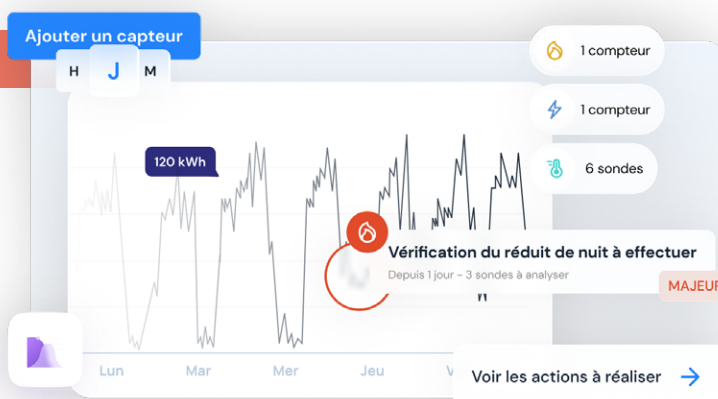 Ajouter un capteur
H J M
1 compteur
1 compteur
6 sondes
120 kWh
Vérification du réduit de nuit à effectuer
Depuis 1 jour - 3 sondes à analyser
MAJEUR
Lun Mar Mer Jeu V
Voir les actions à réaliser